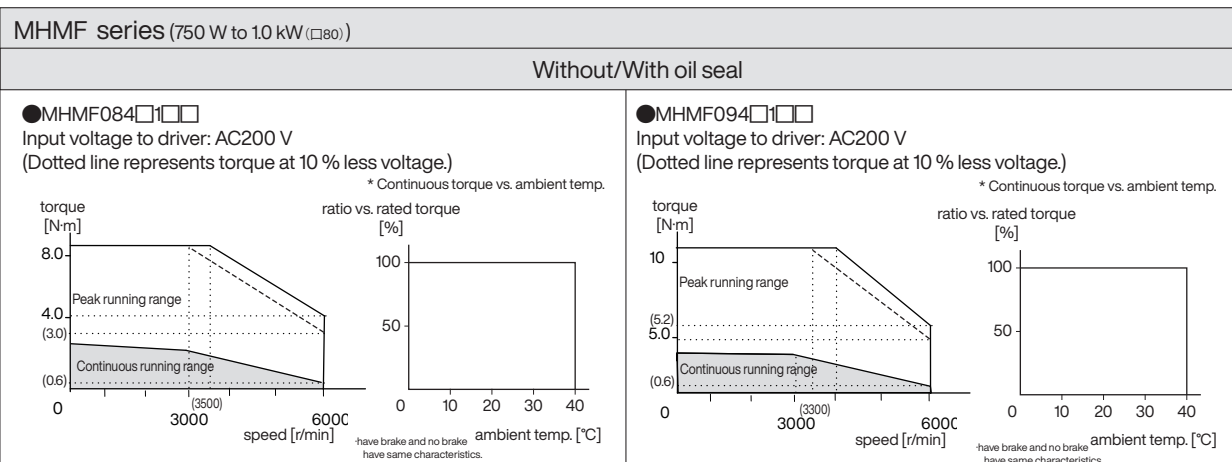 MHMF series (750 W to 1.0 kW (□80))
Without/With oil seal
●MHMF084□1□□
Input voltage to driver: AC200 V
(Dotted line represents torque at 10 % less voltage.)
* Continuous torque vs. ambient temp.
torque
[N·m]
8.0
4.0
(3.0)
(0.6)
0
Peak running range
Continuous running range
(3500)
3000
6000
speed [r/min]
ratio vs. rated torque
[%]
100
50
0 10 20 30 40
ambient temp. [°C]
·have brake and no brake
have same characteristics.
●MHMF094□1□□
Input voltage to driver: AC200 V
(Dotted line represents torque at 10 % less voltage.)
* Continuous torque vs. ambient temp.
torque
[N·m]
10
(5.2)
5.0
(0.6)
0
Peak running range
Continuous running range
(3300)
3000
6000
speed [r/min]
ratio vs. rated torque
[%]
100
50
0 10 20 30 40
ambient temp. [°C]
·have brake and no brake
have same characteristics.